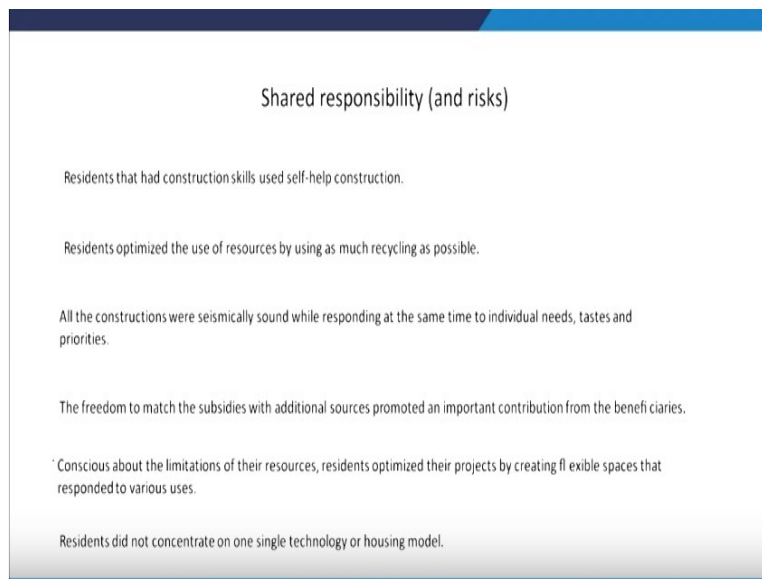 Shared responsibility (and risks)
Residents that had construction skills used self-help construction.
Residents optimized the use of resources by using as much recycling as possible.
All the constructions were seismically sound while responding at the same time to individual needs, tastes and
priorities.
The freedom to match the subsidies with additional sources promoted an important contribution from the benefi ciaries.
Conscious about the limitations of their resources, residents optimized their projects by creating fl exible spaces that
responded to various uses.
Residents did not concentrate on one single technology or housing model.